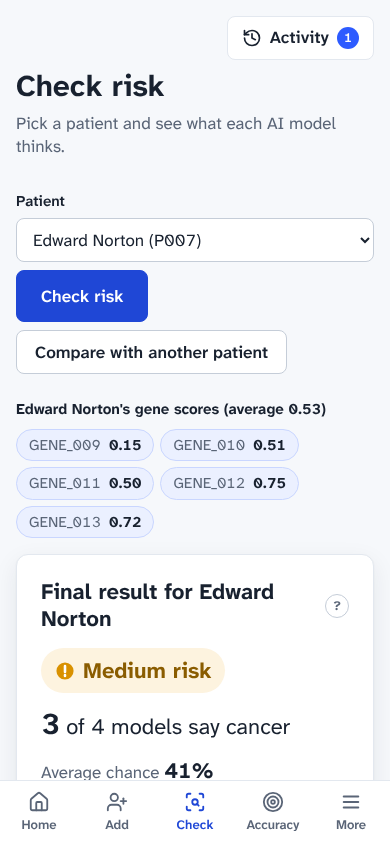 Activity 1
Check risk
Pick a patient and see what each AI model
thinks.
Patient
Edward Norton (P007)
Check risk
Compare with another patient
Edward Norton's gene scores (average 0.53)
GENE_009 0.15 GENE_010 0.51
GENE_011 0.50 GENE_012 0.75
GENE_013 0.72
Final result for Edward
Norton
?
Medium risk
3 of 4 models say cancer
Average chance 41%
Home Add Check Accuracy More